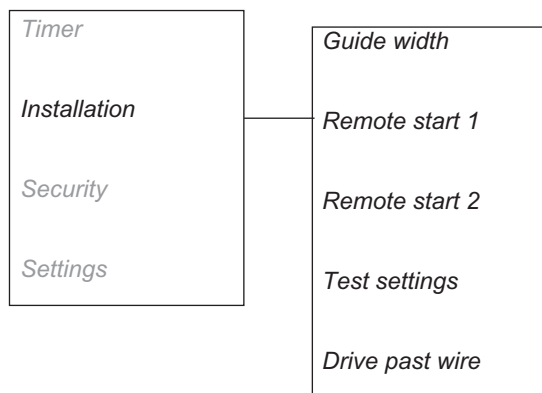 Timer
Installation
Security
Settings
Guide width
Remote start 1
Remote start 2
Test settings
Drive past wire